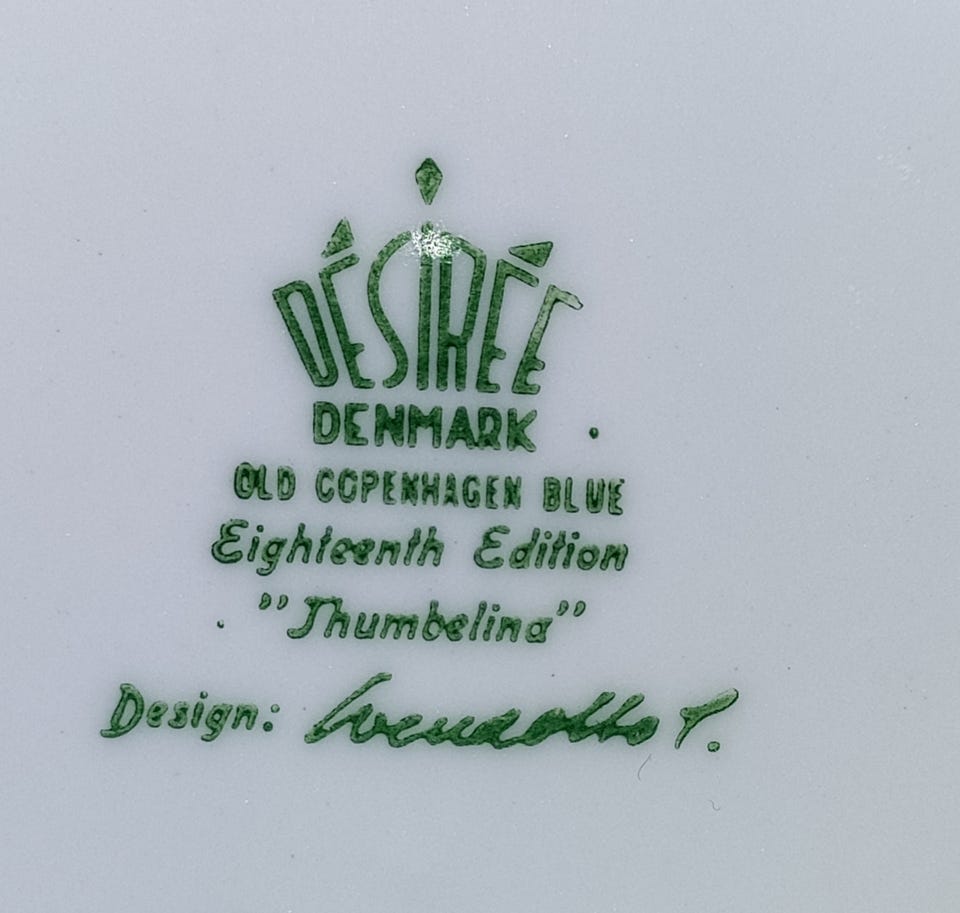 DÉSIRÉE
DENMARK
OLD COPENHAGEN BLUE
Eighteenth Edition
"Thumbelina"
Design: